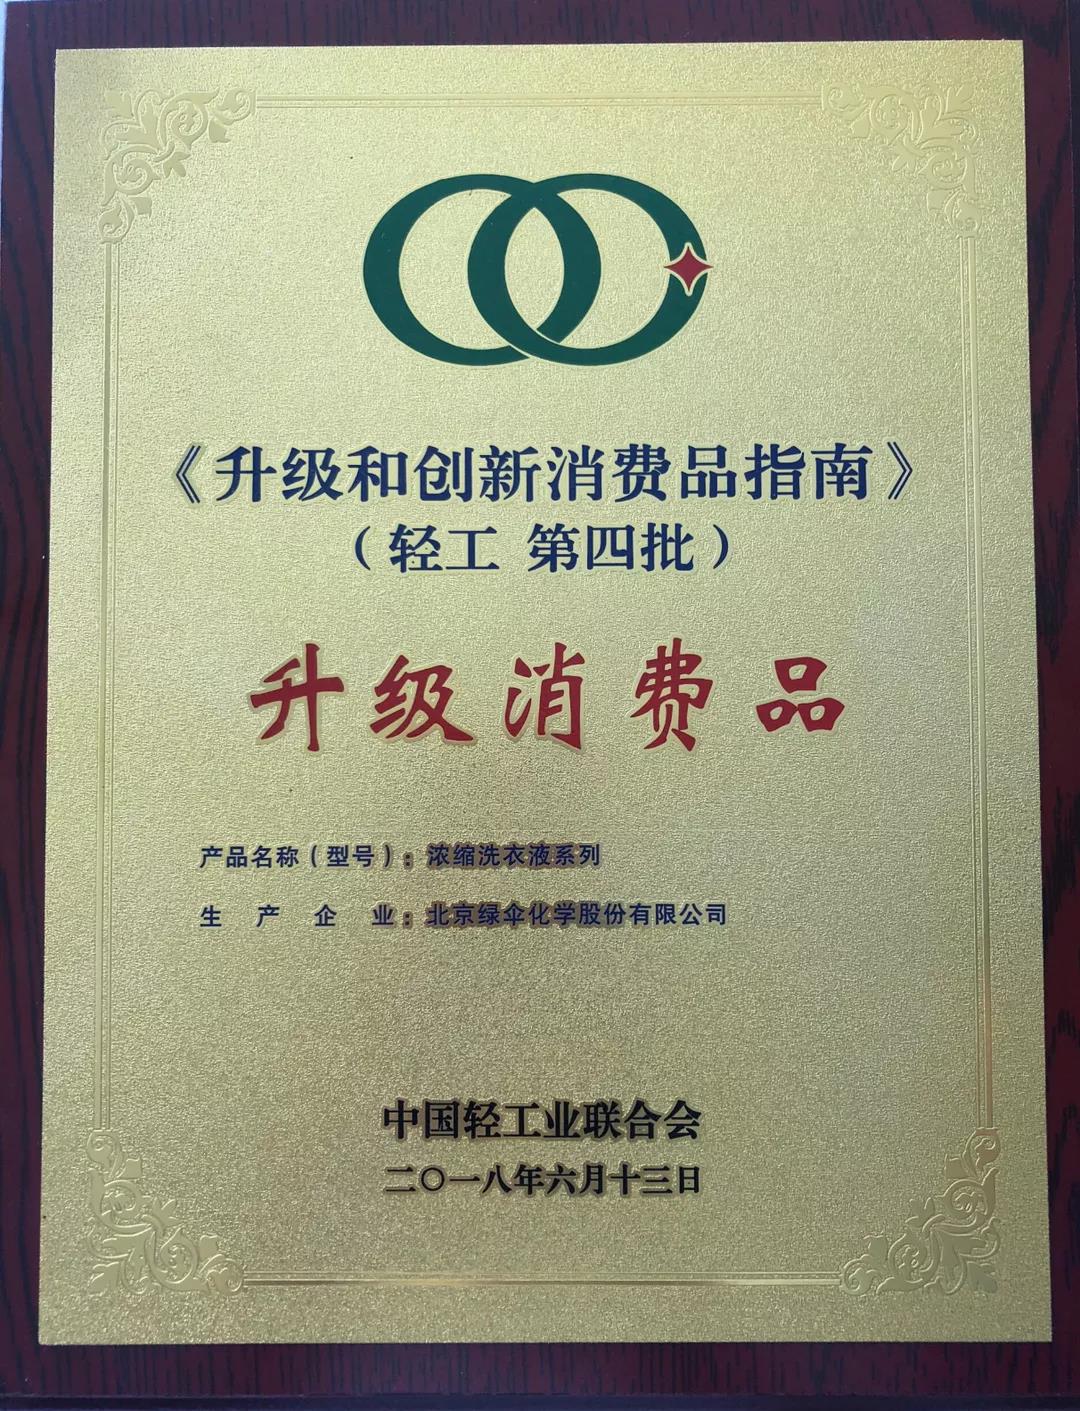 《升级和创新消费品指南》
（轻工 第四批）
升级消费品
产品名称（型号）：浓缩洗衣液系列
生产企业：北京绿伞化学股份有限公司
中国轻工业联合会
二〇一八年六月十三日